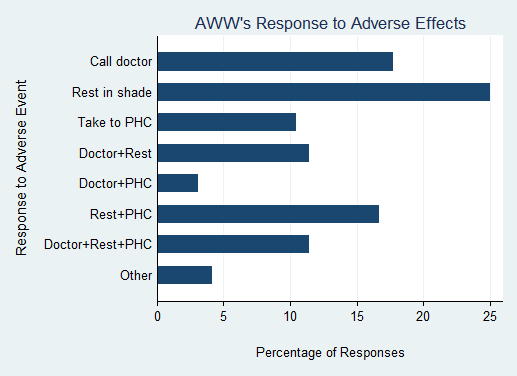 AWW's Response to Adverse Effects
Response to Adverse Event
Call doctor
Rest in shade
Take to PHC
Doctor+Rest
Doctor+PHC
Rest+PHC
Doctor+Rest+PHC
Other
0 5 10 15 20 25
Percentage of Responses